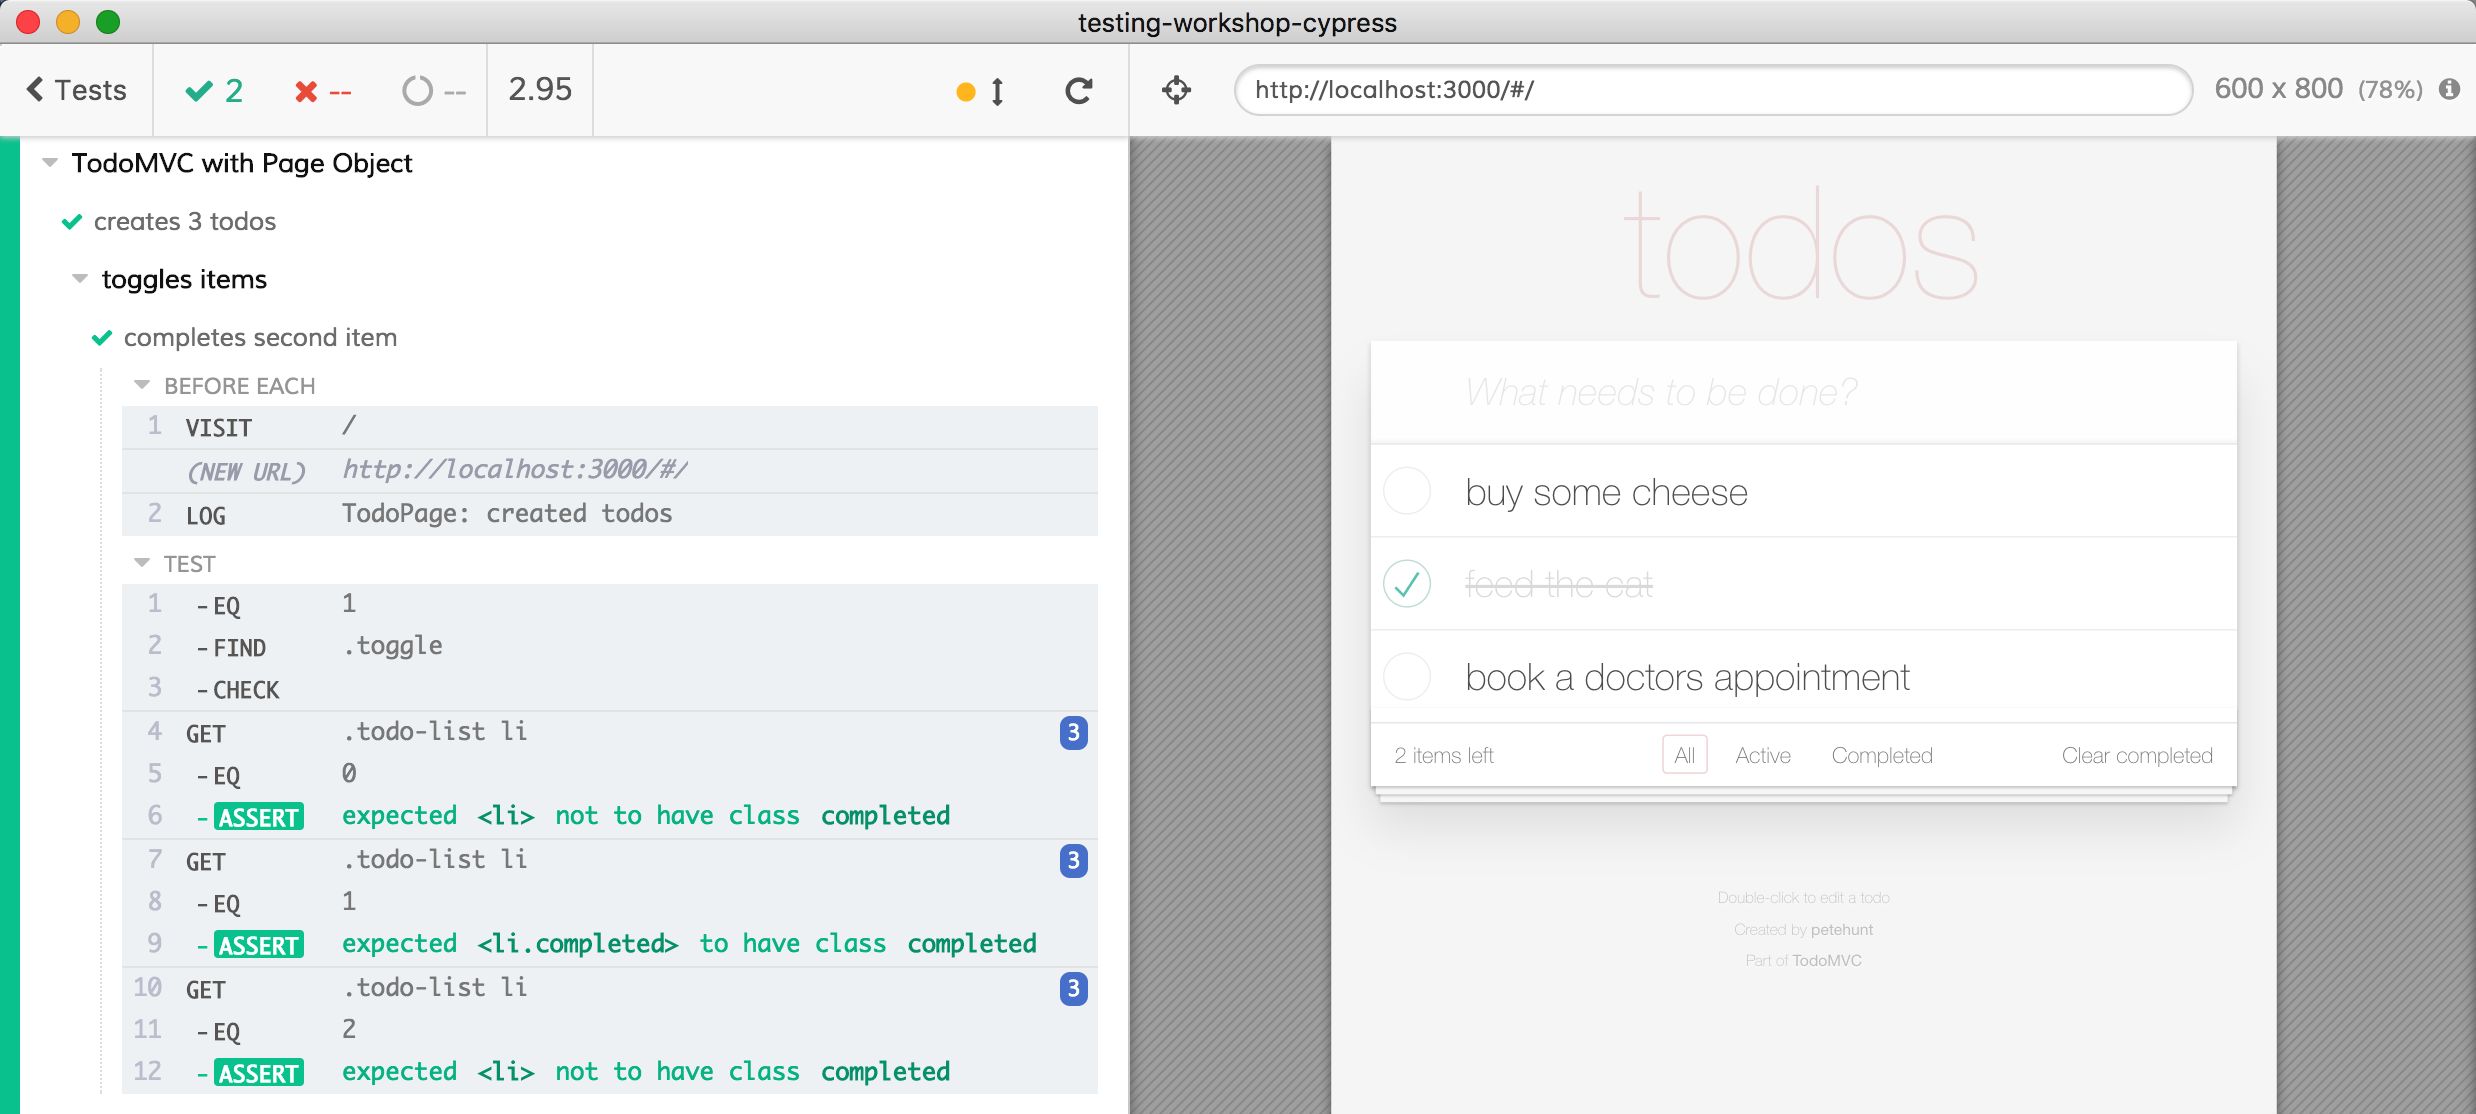 testing-workshop-cypress
Tests 2 -- -- 2.95
http://localhost:3000/#/ 600 x 800 (78%)
TodoMVC with Page Object
creates 3 todos
toggles items
completes second item
BEFORE EACH
1 VISIT /
(NEW URL) http://localhost:3000/#/
2 LOG TodoPage: created todos
TEST
1 -EQ 1
2 -FIND .toggle
3 -CHECK
4 GET .todo-list li 3
5 -EQ 0
6 -ASSERT expected <li> not to have class completed
7 GET .todo-list li 3
8 -EQ 1
9 -ASSERT expected <li.completed> to have class completed
10 GET .todo-list li 3
11 -EQ 2
12 -ASSERT expected <li> not to have class completed
todos
What needs to be done?
buy some cheese
feed the cat
book a doctors appointment
2 items left All Active Completed Clear completed
Double-click to edit a todo
Created by petehunt
Part of TodoMVC